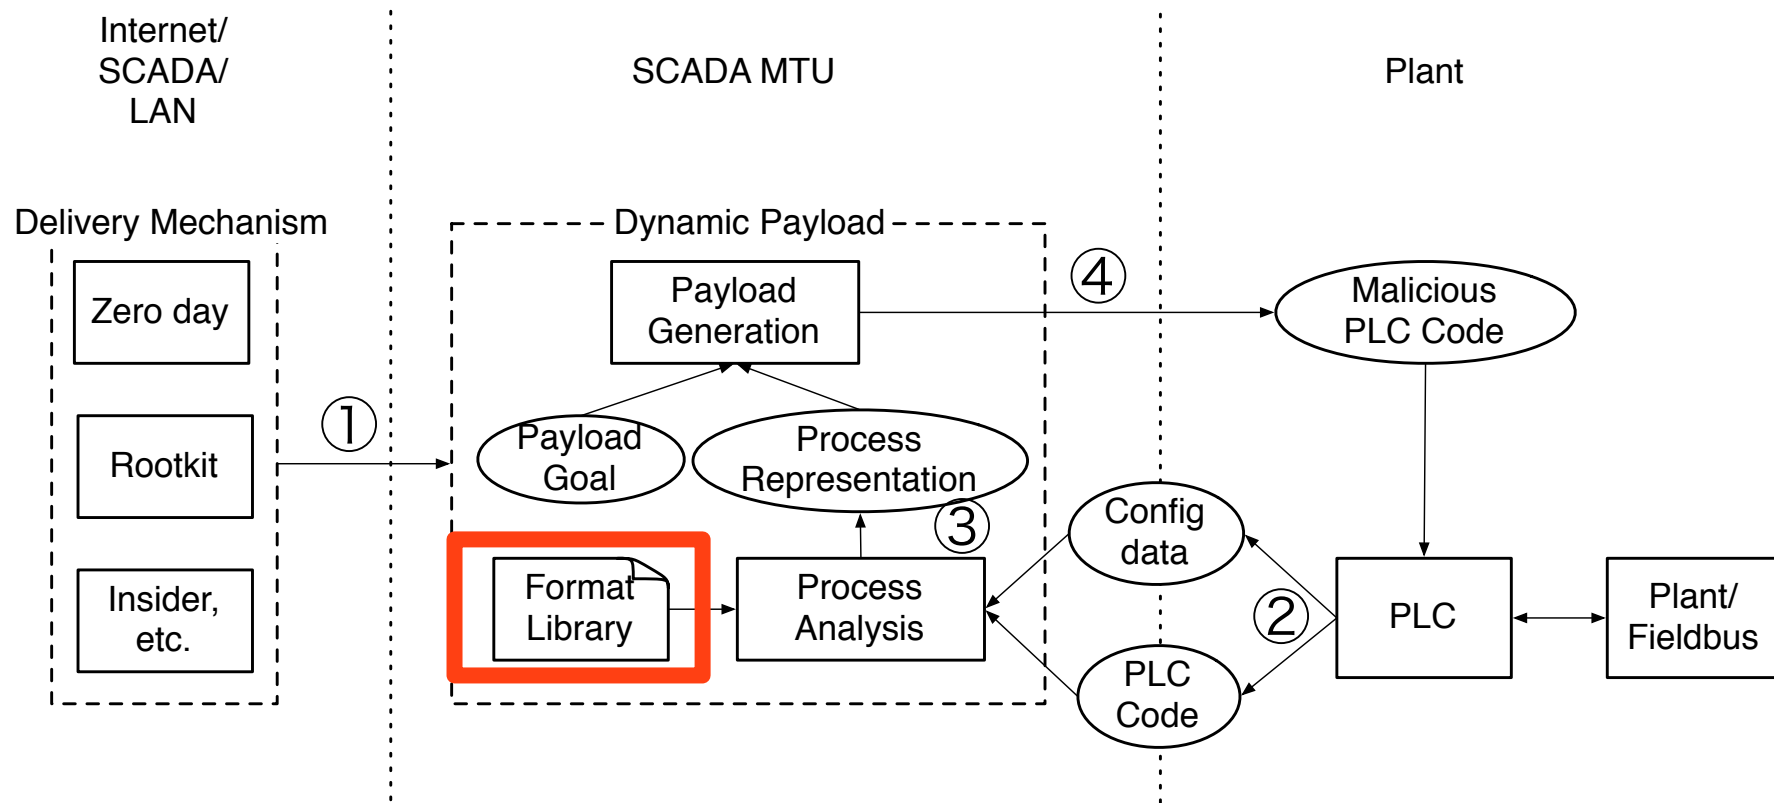 Internet/
SCADA/
LAN
SCADA MTU
Plant
Delivery Mechanism
Zero day
Rootkit
Insider,
etc.
①
Dynamic Payload
Payload
Generation
④
Malicious
PLC Code
Payload
Goal
Process
Representation
③
Format
Library
Process
Analysis
Config
data
②
PLC
Code
PLC
Plant/
Fieldbus